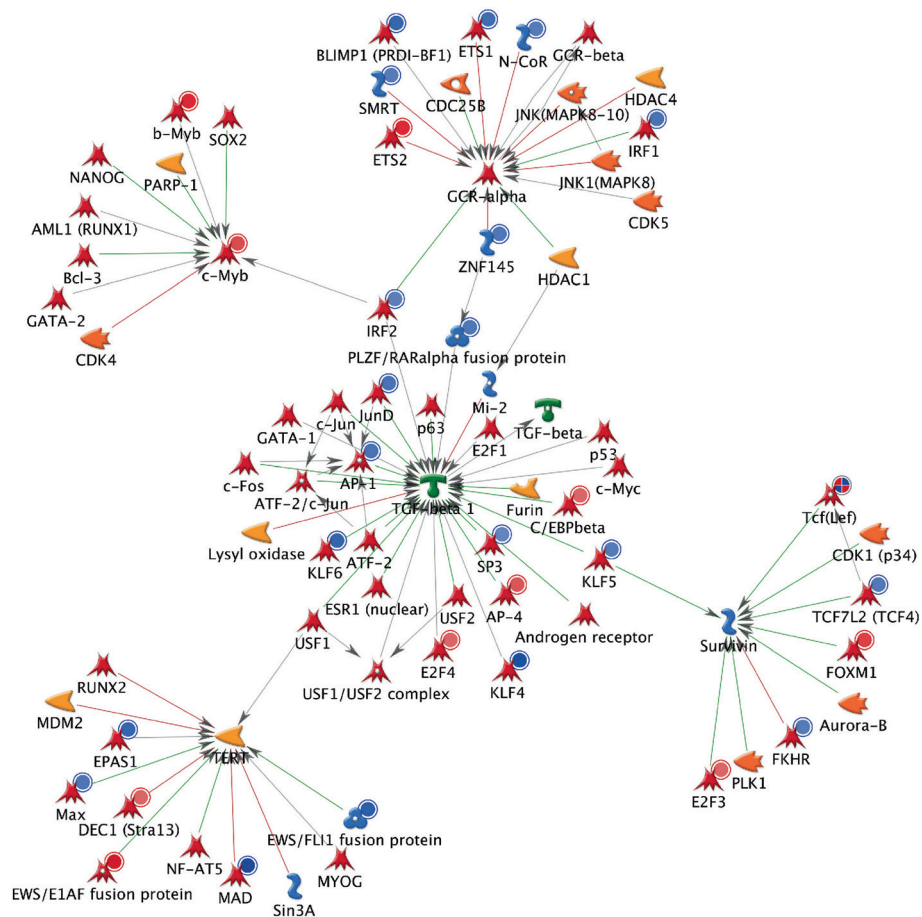 BLIMP1 (PRDI-BF1)
ETS1
N-CoR
GCR-beta
SMRT
CDC25B
JNK(MAPK8-10)
HDAC4
ETS2
IRF1
JNK1(MAPK8)
GCR-alpha
CDK5
b-Myb
SOX2
NANOG
PARP-1
AML1 (RUNX1)
Bcl-3
c-Myb
GATA-2
CDK4
ZNF145
HDAC1
IRF2
PLZF/RARalpha fusion protein
Mi-2
c-Jun
JunD
p63
TGF-beta
GATA-1
E2F1
p53
c-Fos
AP-1
c-Myc
ATF-2/c-Jun
TGF-beta 1
Furin
C/EBPbeta
Lysyl oxidase
KLF6
ATF-2
SP3
KLF5
ESR1 (nuclear)
USF2
AP-4
Androgen receptor
USF1
E2F4
USF1/USF2 complex
KLF4
Tcf(Lef)
CDK1 (p34)
TCF7L2 (TCF4)
Survivin
FOXM1
Aurora-B
FKHR
PLK1
E2F3
RUNX2
MDM2
EPAS1
TERT
Max
DEC1 (Stra13)
EWS/FLI1 fusion protein
NF-AT5
MYOG
EWS/E1AF fusion protein
MAD
Sin3A